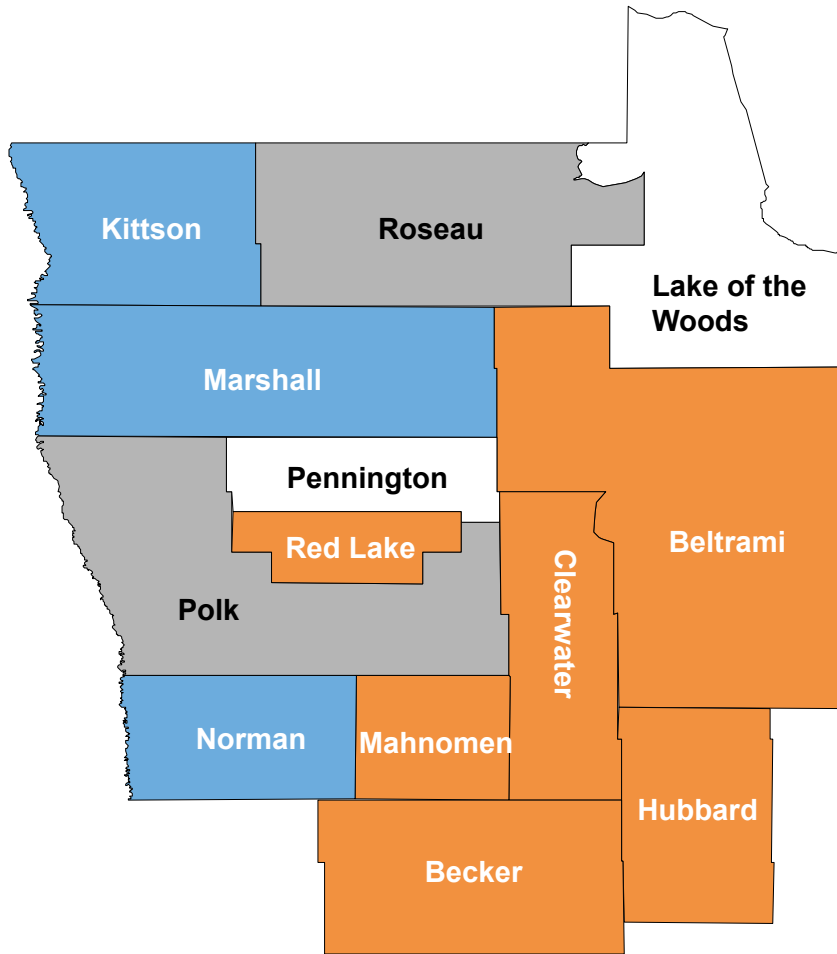 Kittson
Roseau
Lake of the
Woods
Marshall
Pennington
Red Lake
Clearwater
Beltrami
Polk
Norman
Mahnomen
Hubbard
Becker